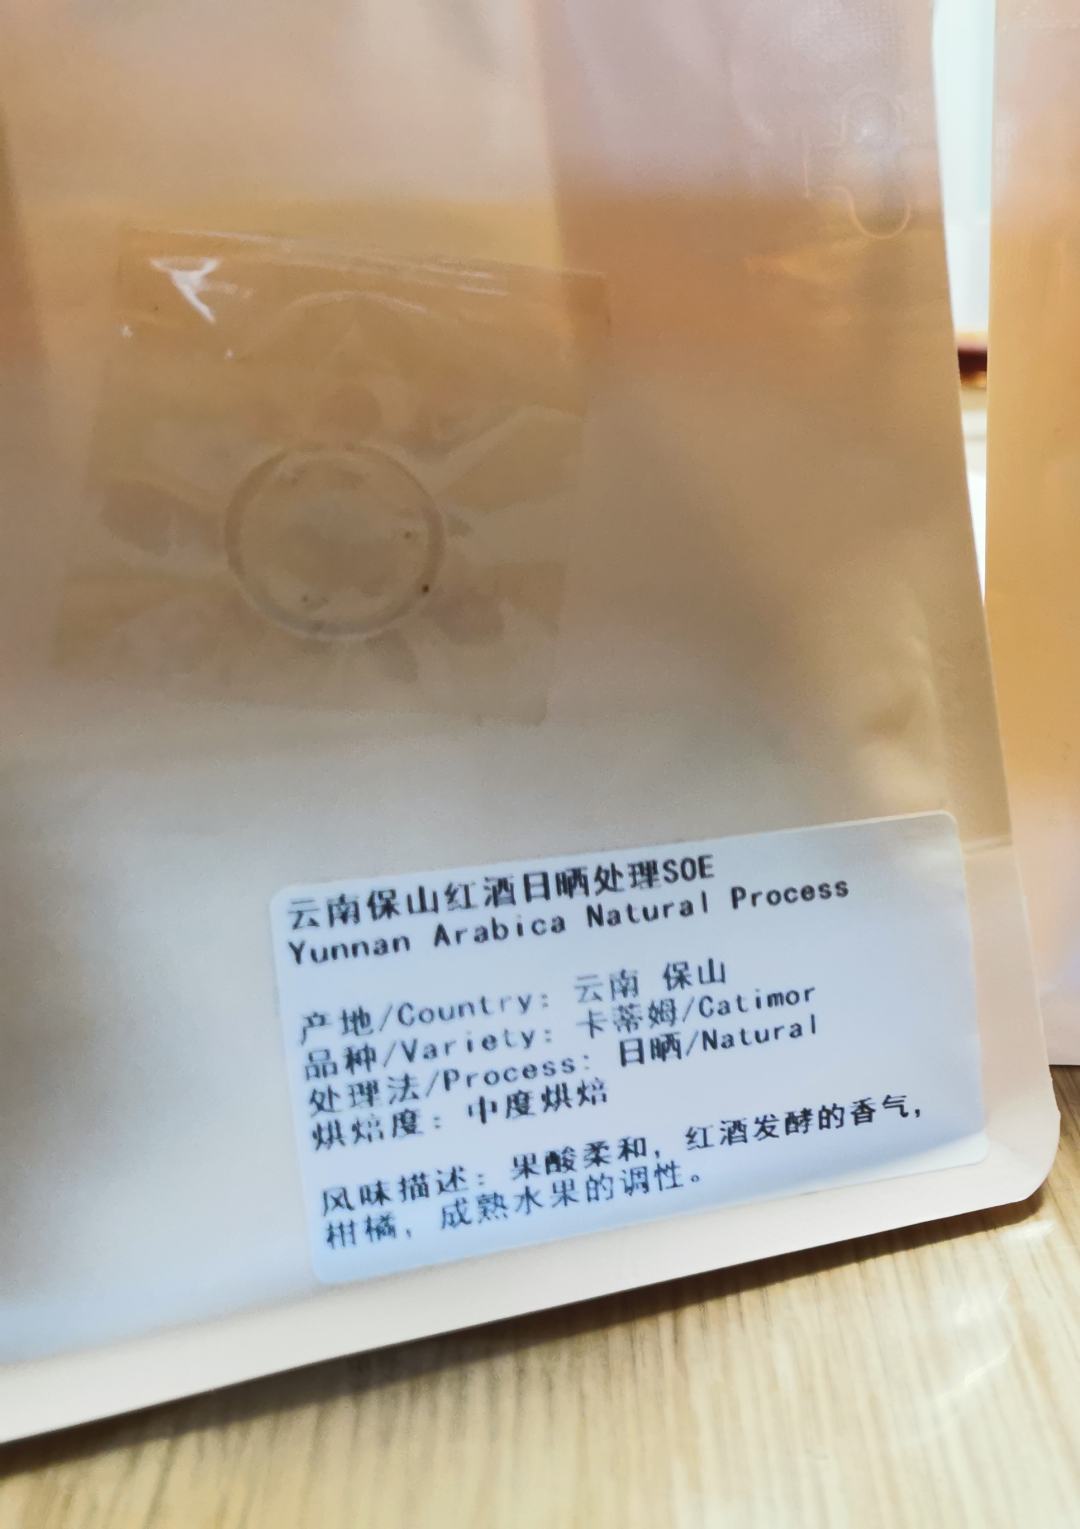 云南保山红酒日晒处理SOE
Yunnan Arabica Natural Process
产地/Country: 云南 保山
品种/Variety: 卡蒂姆/Catimor
处理法/Process: 日晒/Natural
烘焙度: 中度烘焙
风味描述: 果酸柔和, 红酒发酵的香气,
柑橘, 成熟水果的调性。